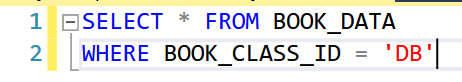 1 SELECT * FROM BOOK_DATA
2 WHERE BOOK_CLASS_ID = 'DB'